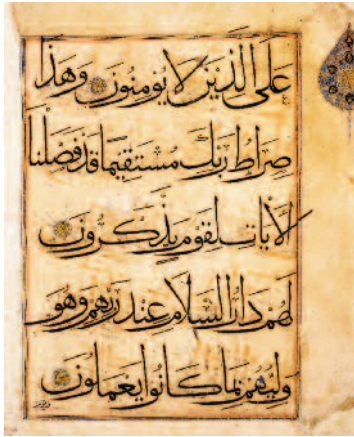 على الذين لا يومنون وهذا
صراط ربك مستقيما قد فصلنا
الآيات لقوم يذكرون
لهم دار السلام عند ربهم وهو
وليهم بما كانوا يعملون